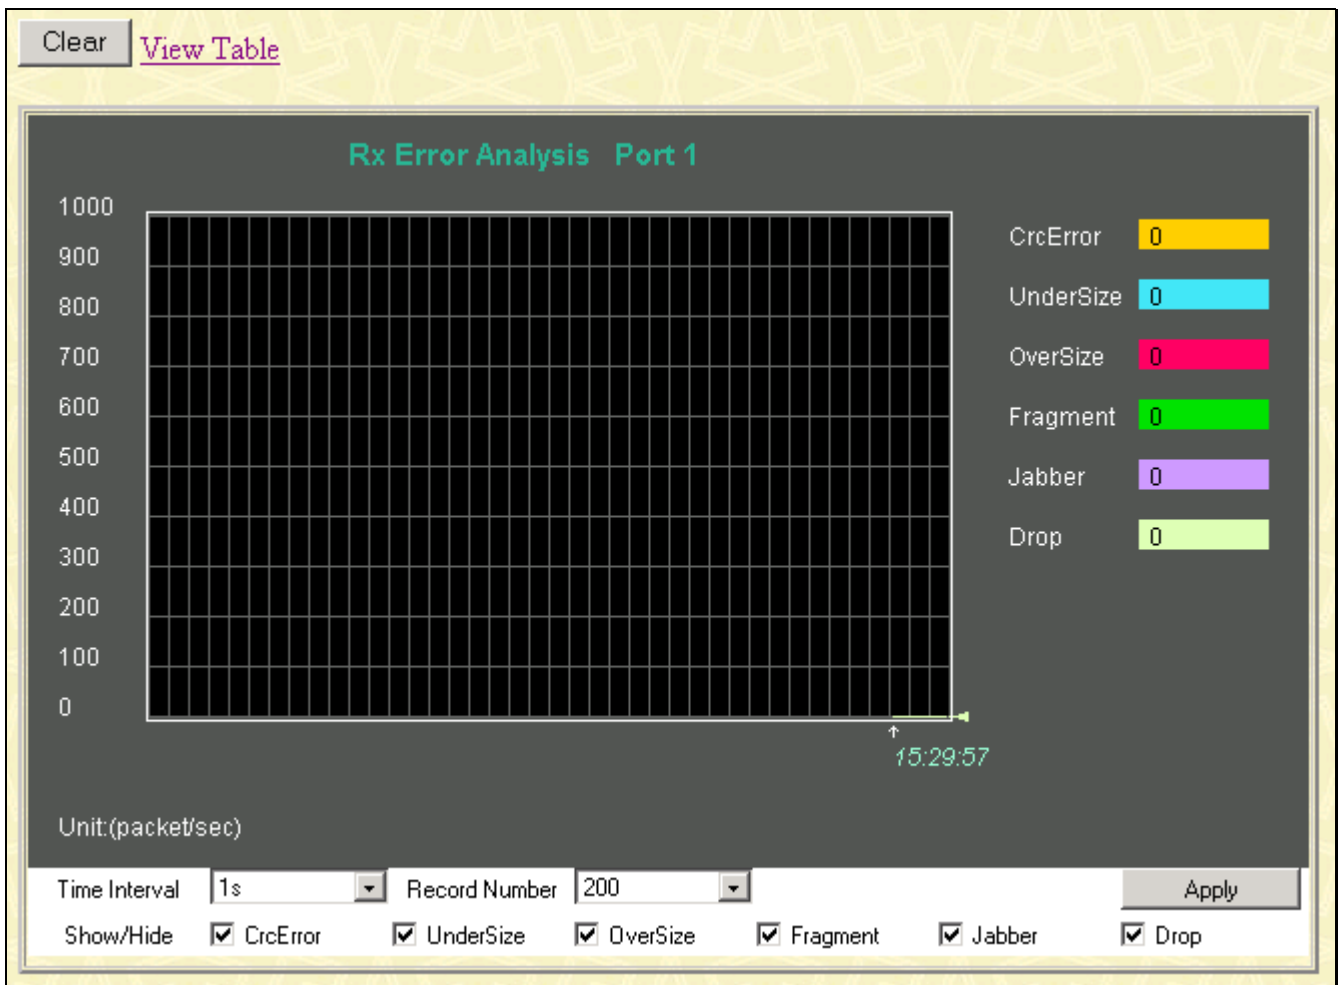 Clear View Table
Rx Error Analysis Port 1
1000
900
800
700
600
500
400
300
200
100
0
CrcError 0
UnderSize 0
OverSize 0
Fragment 0
Jabber 0
Drop 0
15:29:57
Unit:(packet/sec)
Time Interval 1s Record Number 200 Apply
Show/Hide CrcError UnderSize OverSize Fragment Jabber Drop